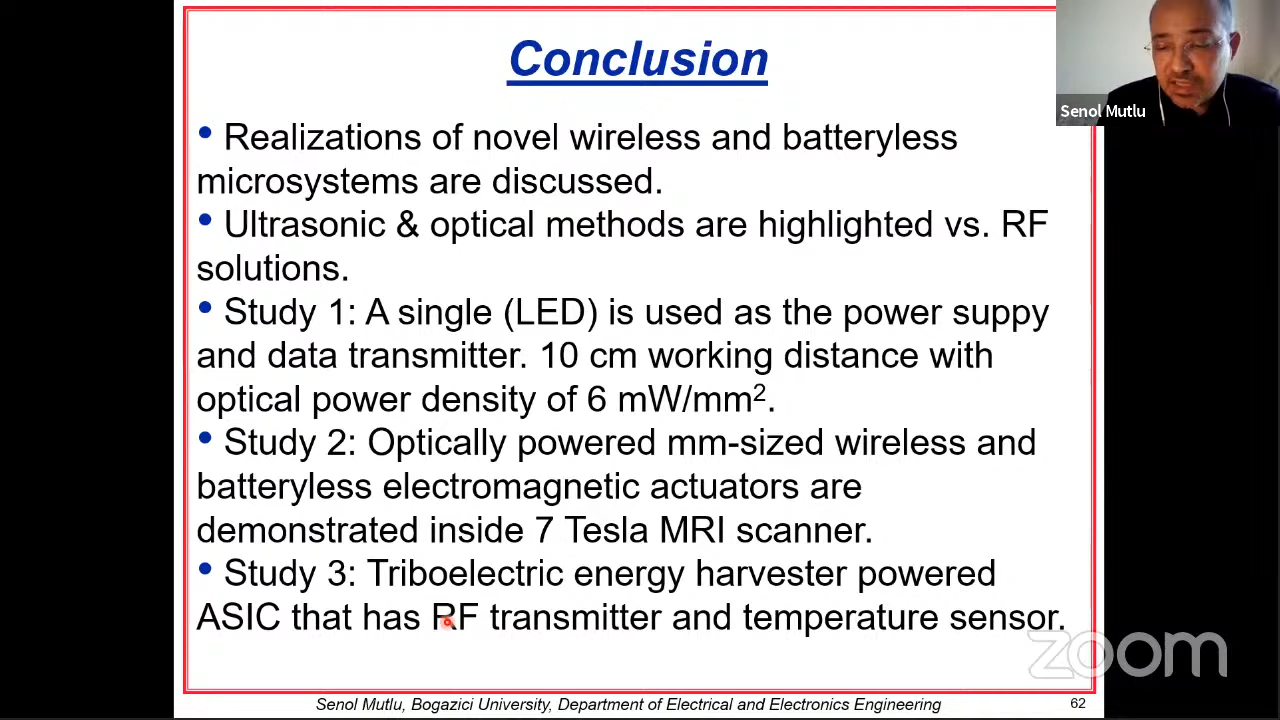 Conclusion
Senol Mutlu
• Realizations of novel wireless and batteryless
microsystems are discussed.
• Ultrasonic & optical methods are highlighted vs. RF
solutions.
• Study 1: A single (LED) is used as the power suppy
and data transmitter. 10 cm working distance with
optical power density of 6 mW/mm².
• Study 2: Optically powered mm-sized wireless and
batteryless electromagnetic actuators are
demonstrated inside 7 Tesla MRI scanner.
• Study 3: Triboelectric energy harvester powered
ASIC that has RF transmitter and temperature sensor.
zoom
Senol Mutlu, Bogazici University, Department of Electrical and Electronics Engineering
62